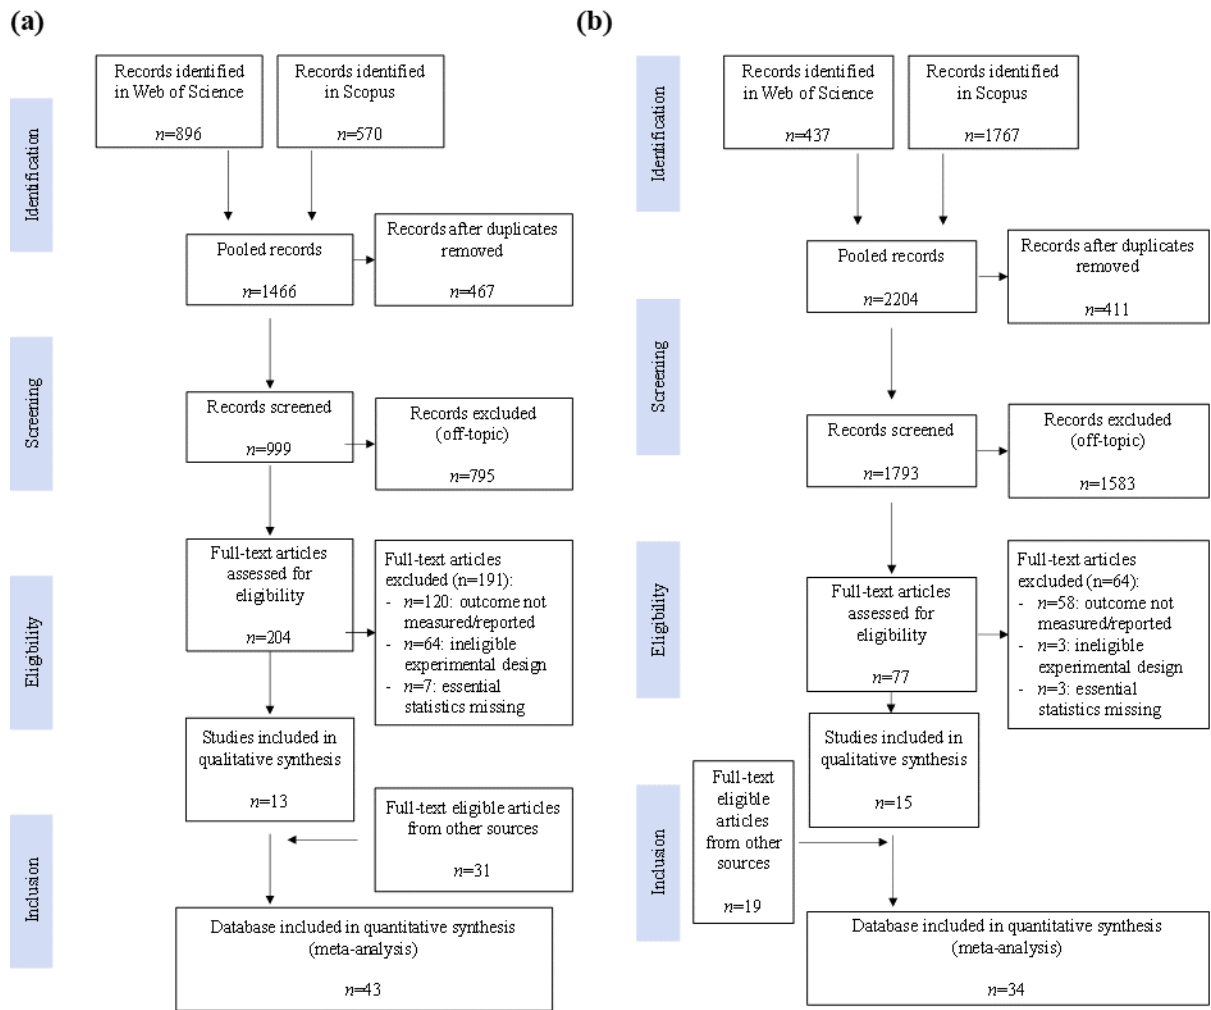 (a)
Identification
Records identified
in Web of Science
n=896
Records identified
in Scopus
n=570
Pooled records
n=1466
Records after duplicates
removed
n=467
Screening
Records screened
n=999
Records excluded
(off-topic)
n=795
Eligibility
Full-text articles
assessed for
eligibility
n=204
Full-text articles
excluded (n=191):
- n=120: outcome not
measured/reported
- n=64: ineligible
experimental design
- n=7: essential
statistics missing
Studies included in
qualitative synthesis
n=13
Inclusion
Full-text eligible articles
from other sources
n=31
Database included in quantitative synthesis
(meta-analysis)
n=43
(b)
Identification
Records identified
in Web of Science
n=437
Records identified
in Scopus
n=1767
Pooled records
n=2204
Records after duplicates
removed
n=411
Screening
Records screened
n=1793
Records excluded
(off-topic)
n=1583
Eligibility
Full-text articles
assessed for
eligibility
n=77
Full-text articles
excluded (n=64):
- n=58: outcome not
measured/reported
- n=3: ineligible
experimental design
- n=3: essential
statistics missing
Studies included in
qualitative synthesis
n=15
Inclusion
Full-text
eligible
articles
from other
sources
n=19
Database included in quantitative synthesis
(meta-analysis)
n=34